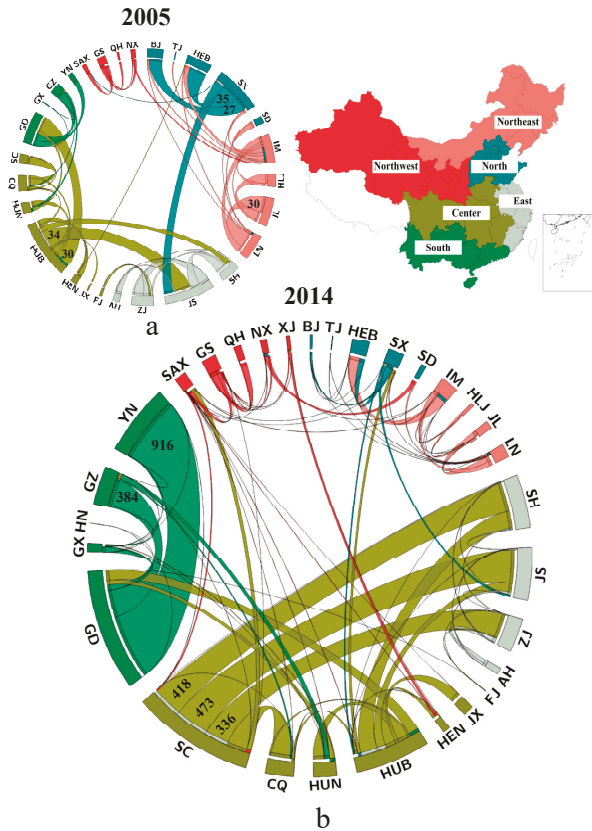 2005
SAX
GS
QH
NX
BJ
TJ
HEB
SX
35
27
SD
IM
HLJ
JL
30
LN
SH
JS
ZJ
AH
FJ
JX
HEN
HUB
34
30
HUN
CQ
SC
GD
GX
GZ
YN
a
Northeast
Northwest
North
East
Center
South
2014
SAX
GS
QH
NX
XJ
BJ
TJ
HEB
SX
SD
IM
HLJ
JL
LN
SH
JS
ZJ
AH
FJ
JX
HEN
HUB
HUN
CQ
SC
418
473
336
GD
GX
HN
GZ
384
YN
916
b